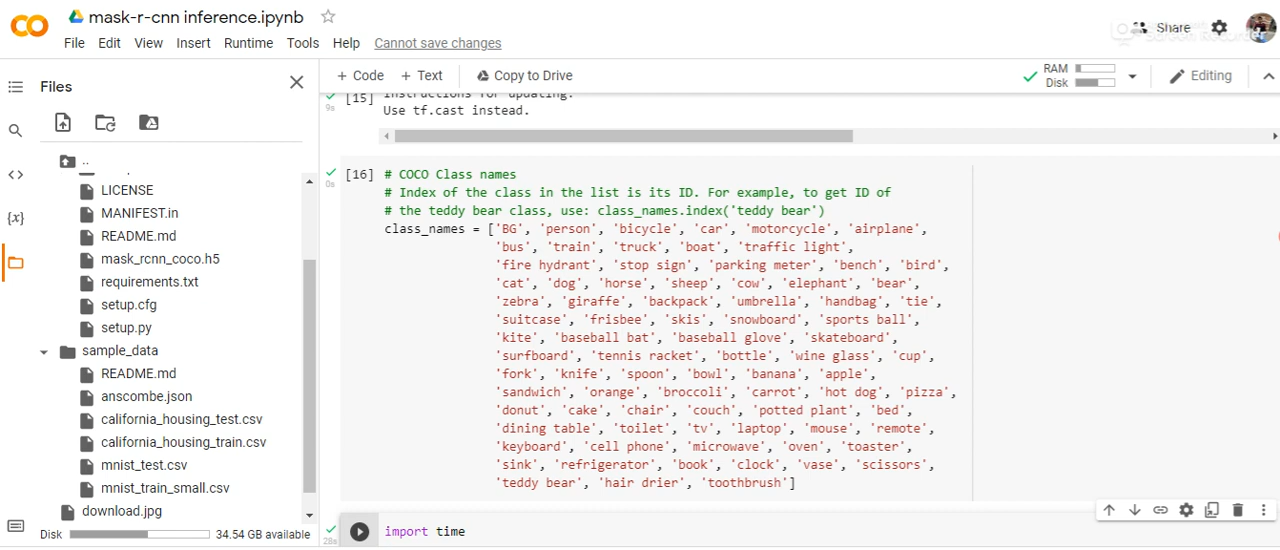 mask-r-cnn inference.ipynb
Share
File Edit View Insert Runtime Tools Help Cannot save changes
Files
+ Code + Text Copy to Drive
RAM
Disk
Editing
..
LICENSE
MANIFEST.in
README.md
mask_rcnn_coco.h5
requirements.txt
setup.cfg
setup.py
sample_data
README.md
anscombe.json
california_housing_test.csv
california_housing_train.csv
mnist_test.csv
mnist_train_small.csv
download.jpg
Disk 34.54 GB available
[15] Instructions for updating:
9s
Use tf.cast instead.
[16] # COCO Class names
0s
# Index of the class in the list is its ID. For example, to get ID of
# the teddy bear class, use: class_names.index('teddy bear')
class_names = ['BG', 'person', 'bicycle', 'car', 'motorcycle', 'airplane',
'bus', 'train', 'truck', 'boat', 'traffic light',
'fire hydrant', 'stop sign', 'parking meter', 'bench', 'bird',
'cat', 'dog', 'horse', 'sheep', 'cow', 'elephant', 'bear',
'zebra', 'giraffe', 'backpack', 'umbrella', 'handbag', 'tie',
'suitcase', 'frisbee', 'skis', 'snowboard', 'sports ball',
'kite', 'baseball bat', 'baseball glove', 'skateboard',
'surfboard', 'tennis racket', 'bottle', 'wine glass', 'cup',
'fork', 'knife', 'spoon', 'bowl', 'banana', 'apple',
'sandwich', 'orange', 'broccoli', 'carrot', 'hot dog', 'pizza',
'donut', 'cake', 'chair', 'couch', 'potted plant', 'bed',
'dining table', 'toilet', 'tv', 'laptop', 'mouse', 'remote',
'keyboard', 'cell phone', 'microwave', 'oven', 'toaster',
'sink', 'refrigerator', 'book', 'clock', 'vase', 'scissors',
'teddy bear', 'hair drier', 'toothbrush']
import time
28s